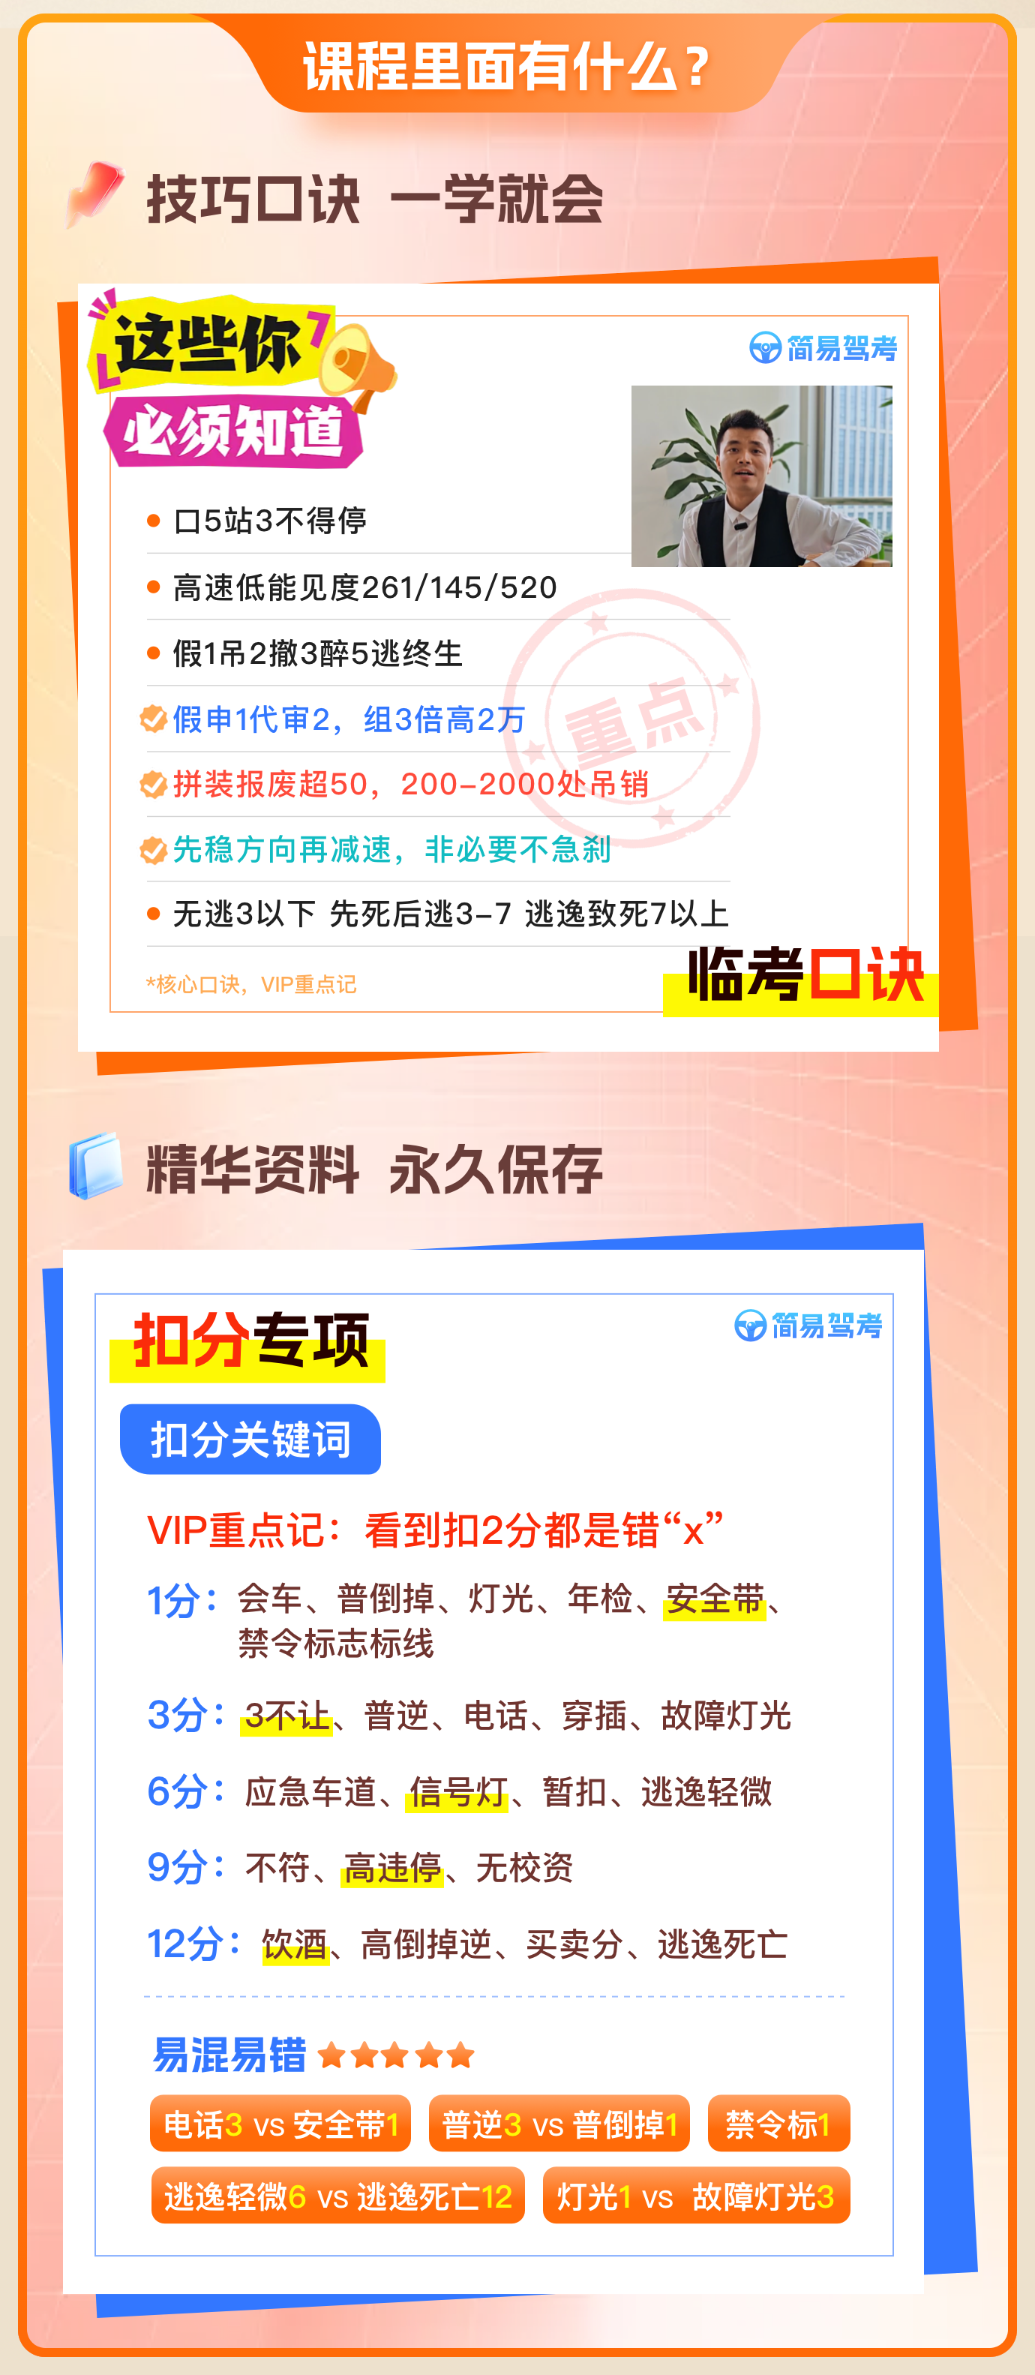 课程里面有什么？
技巧口诀 一学就会
这些你
必须知道
简易驾考
口5站3不得停
高速低能见度261/145/520
假1吊2撤3醉5逃终生
假申1代审2，组3倍高2万
拼装报废超50，200-2000处吊销
先稳方向再减速，非必要不急刹
无逃3以下 先死后逃3-7 逃逸致死7以上
重点
*核心口诀，VIP重点记
临考口诀
精华资料 永久保存
扣分专项
简易驾考
扣分关键词
VIP重点记：看到扣2分都是错“x”
1分：会车、普倒掉、灯光、年检、安全带、
禁令标志标线
3分：3不让、普逆、电话、穿插、故障灯光
6分：应急车道、信号灯、暂扣、逃逸轻微
9分：不符、高违停、无校资
12分：饮酒、高倒掉逆、买卖分、逃逸死亡
易混易错
电话3 vs 安全带1 普逆3 vs 普倒掉1 禁令标1
逃逸轻微6 vs 逃逸死亡12 灯光1 vs 故障灯光3